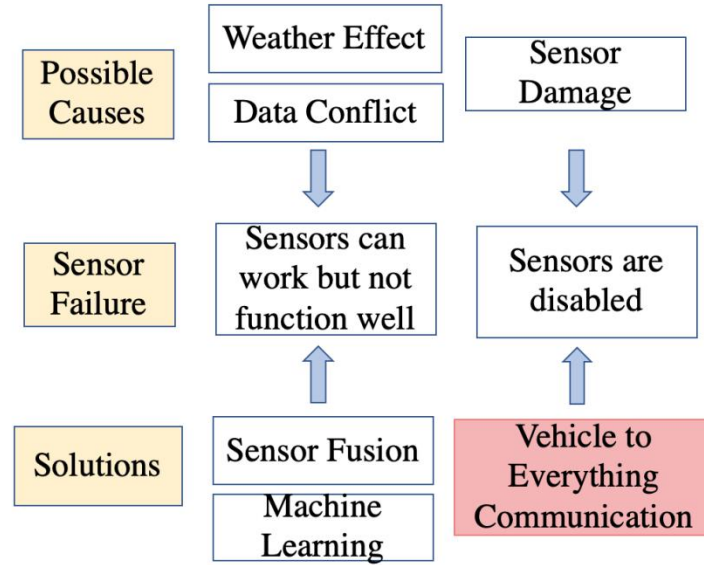 Possible
Causes
Weather Effect
Data Conflict
Sensor
Damage
Sensor
Failure
Sensors can
work but not
function well
Sensors are
disabled
Solutions
Sensor Fusion
Machine
Learning
Vehicle to
Everything
Communication